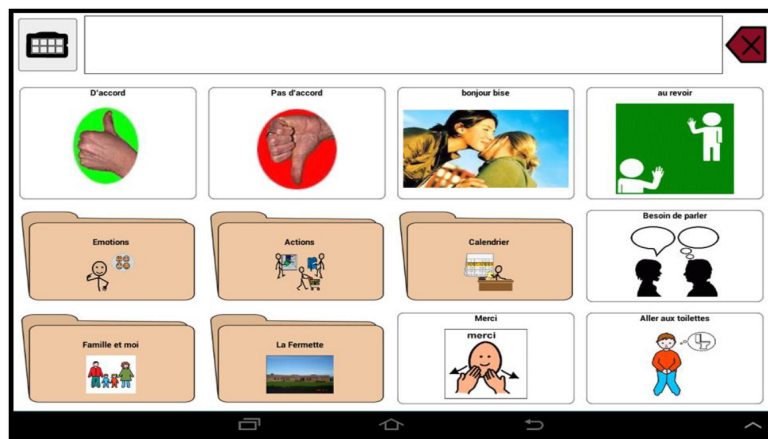 D'accord
Pas d'accord
bonjour bise
au revoir
Emotions
Actions
Calendrier
Besoin de parler
Famille et moi
La Fermette
Merci
merci
Aller aux toilettes